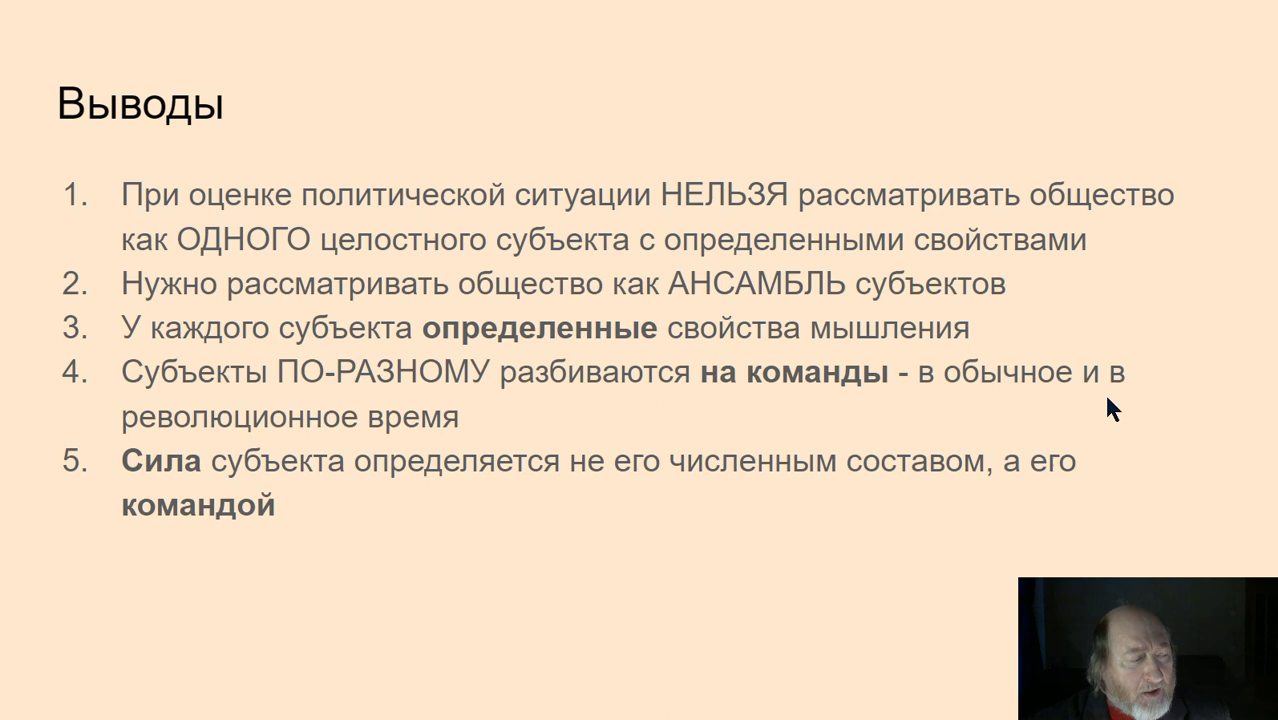 Выводы
1. При оценке политической ситуации НЕЛЬЗЯ рассматривать общество
как ОДНОГО целостного субъекта с определенными свойствами
2. Нужно рассматривать общество как АНСАМБЛЬ субъектов
3. У каждого субъекта определенные свойства мышления
4. Субъекты ПО-РАЗНОМУ разбиваются на команды - в обычное и в
революционное время
5. Сила субъекта определяется не его численным составом, а его
командой